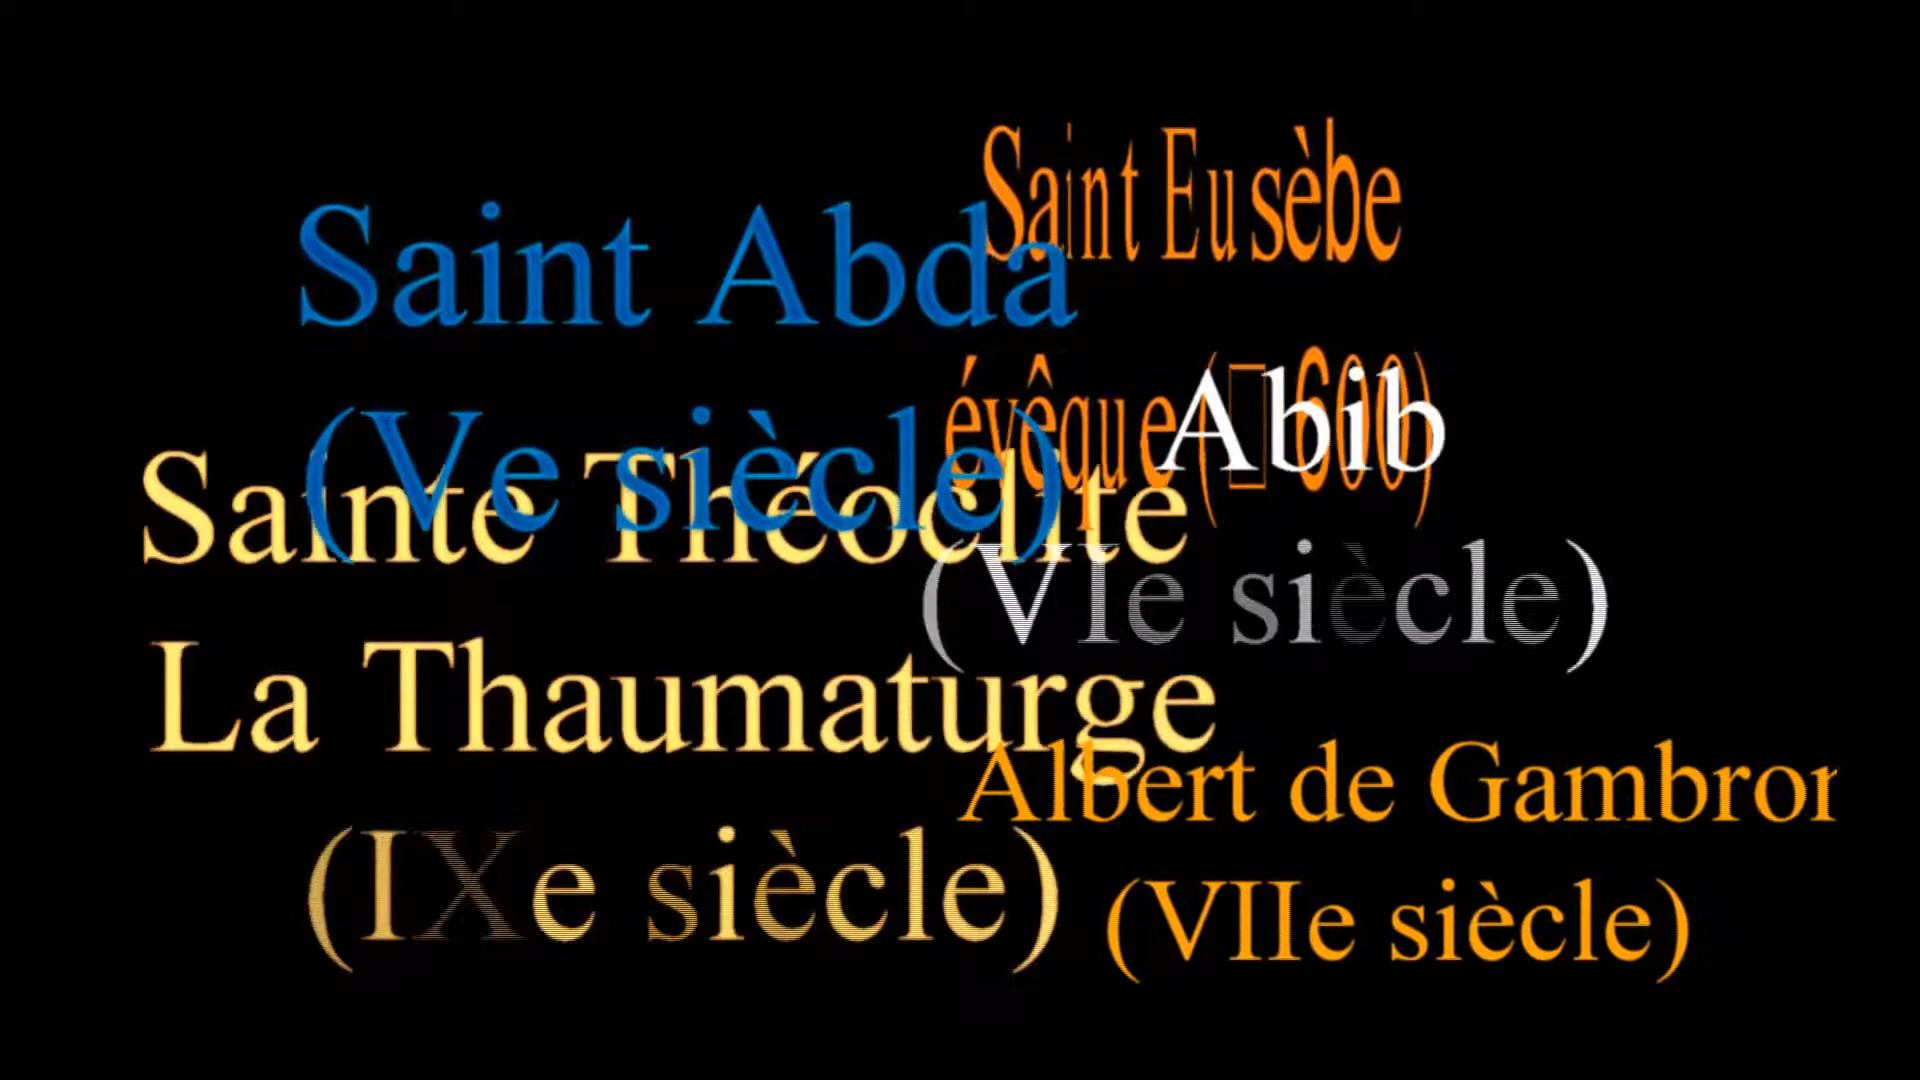 Saint Eusèbe
évêque (□ 600)
Saint Abda
(Ve siècle)
Abib
(VIe siècle)
Sainte Théoclite
La Thaumaturge
(IXe siècle)
Albert de Gambron
(VIIe siècle)